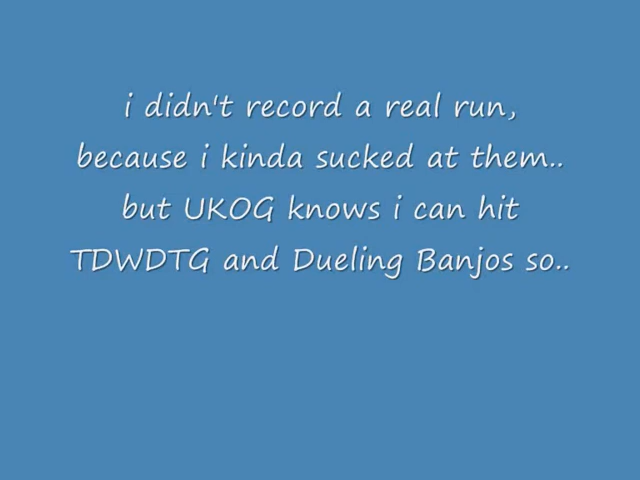 i didn't record a real run,
because i kinda sucked at them..
but UKOG knows i can hit
TDWDTG and Dueling Banjos so..